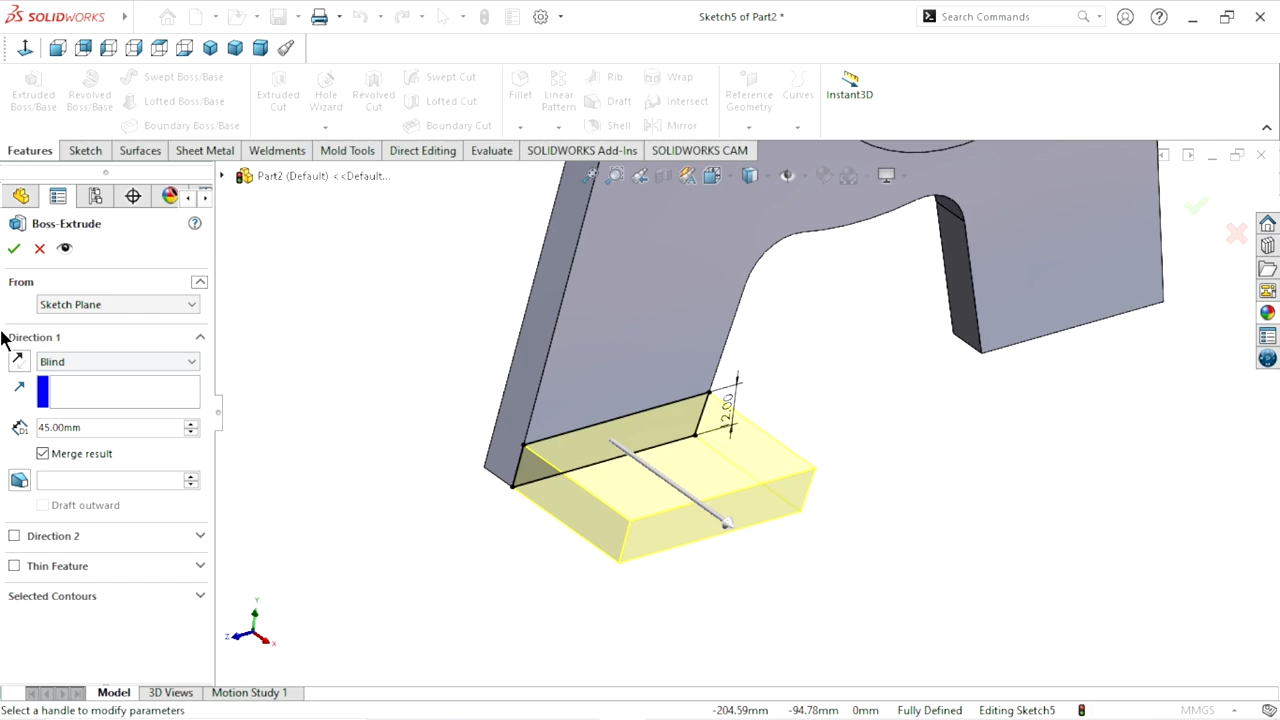 SOLIDWORKS
Sketch5 of Part2 *
Search Commands
Extruded Boss/Base
Revolved Boss/Base
Swept Boss/Base
Lofted Boss/Base
Boundary Boss/Base
Extruded Cut
Hole Wizard
Revolved Cut
Swept Cut
Lofted Cut
Boundary Cut
Fillet
Linear Pattern
Rib
Draft
Shell
Wrap
Intersect
Mirror
Reference Geometry
Curves
Instant3D
Features
Sketch
Surfaces
Sheet Metal
Weldments
Mold Tools
Direct Editing
Evaluate
SOLIDWORKS Add-Ins
SOLIDWORKS CAM
Part2 (Default) <<Default...
Boss-Extrude
From
Sketch Plane
Direction 1
Blind
45.00mm
Merge result
Draft outward
Direction 2
Thin Feature
Selected Contours
12.00
Y
Z
X
Model
3D Views
Motion Study 1
Select a handle to modify parameters
-204.59mm
-94.78mm
0mm
Fully Defined
Editing Sketch5
MMGS